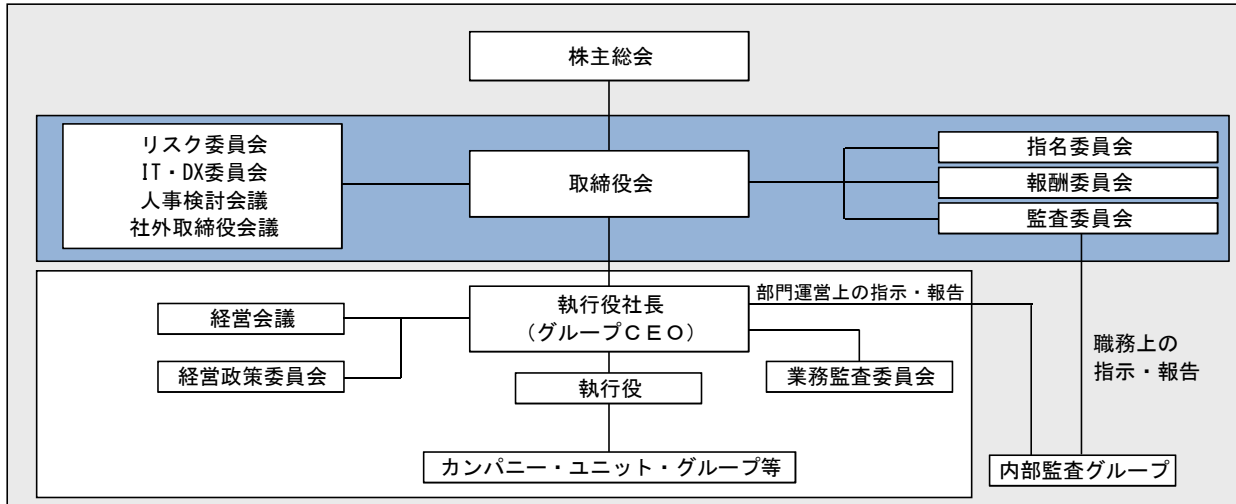 株主総会
リスク委員会
IT・DX委員会
人事検討会議
社外取締役会議
取締役会
指名委員会
報酬委員会
監査委員会
執行役社長
（グループＣＥＯ）
部門運営上の指示・報告
経営会議
経営政策委員会
執行役
業務監査委員会
職務上の
指示・報告
カンパニー・ユニット・グループ等
内部監査グループ